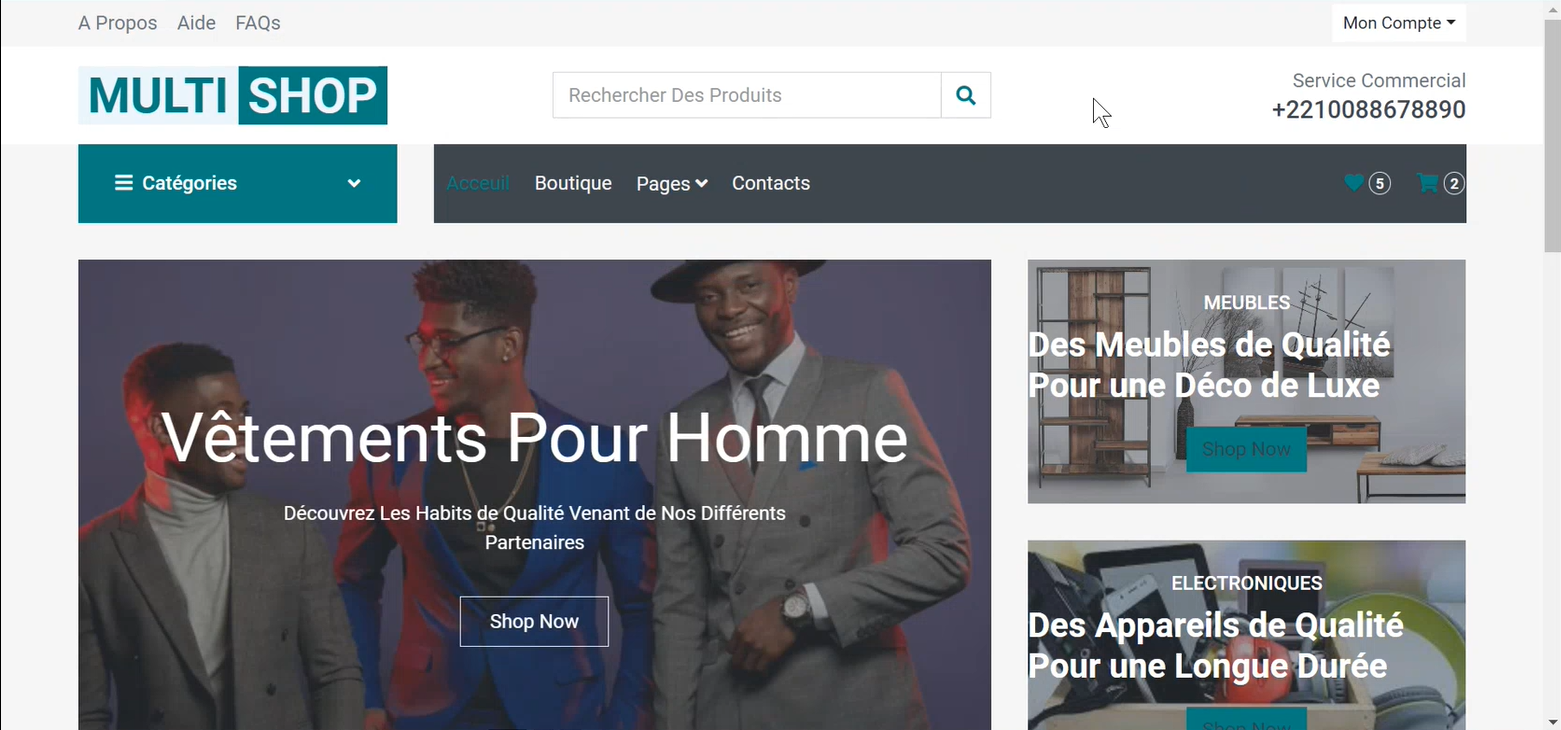 A Propos Aide FAQs Mon Compte
MULTI SHOP
Rechercher Des Produits
Service Commercial
+2210088678890
Catégories
Acceuil Boutique Pages Contacts 5 2
Vêtements Pour Homme
Découvrez Les Habits de Qualité Venant de Nos Différents
Partenaires
Shop Now
MEUBLES
Des Meubles de Qualité
Pour une Déco de Luxe
Shop Now
ELECTRONIQUES
Des Appareils de Qualité
Pour une Longue Durée
Shop Now